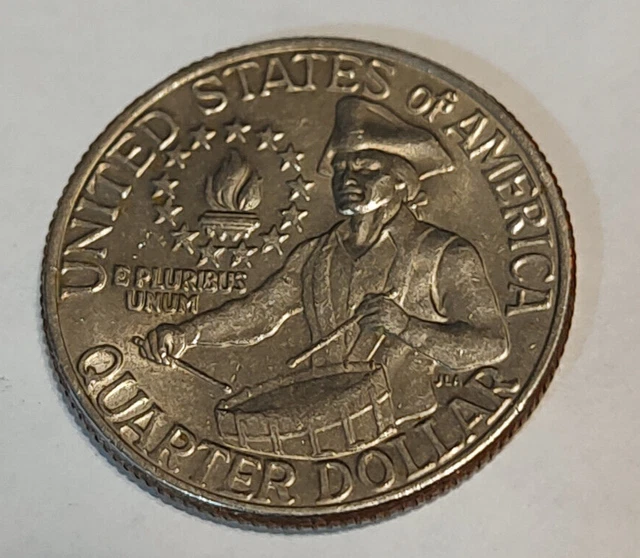 UNITED STATES of AMERICA
E PLURIBUS
UNUM
QUARTER DOLLAR